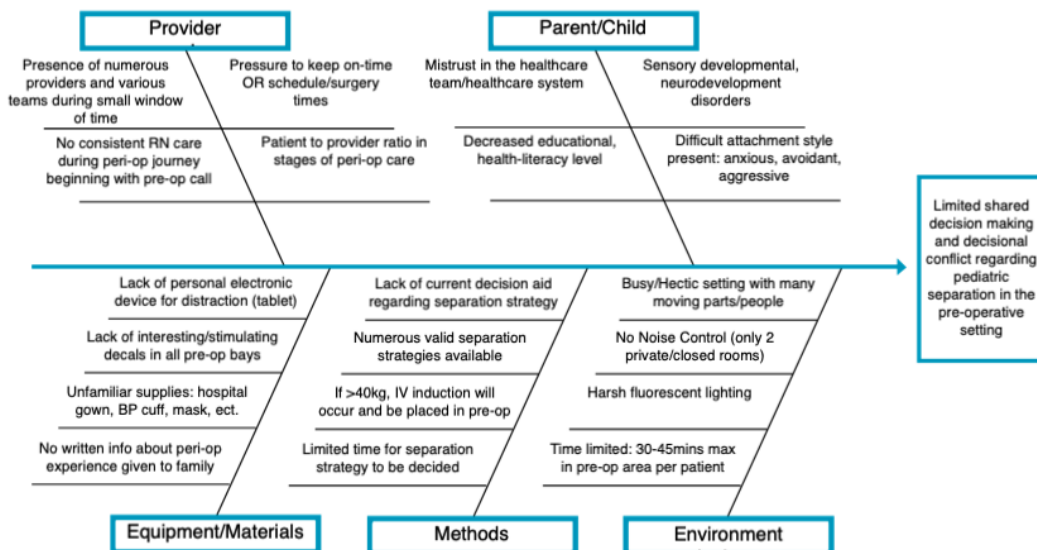 Provider
Parent/Child
Presence of numerous
providers and various
teams during small window
of time
Pressure to keep on-time
OR schedule/surgery
times
Mistrust in the healthcare
team/healthcare system
Sensory developmental,
neurodevelopment
disorders
No consistent RN care
during peri-op journey
beginning with pre-op call
Patient to provider ratio in
stages of peri-op care
Decreased educational,
health-literacy level
Difficult attachment style
present: anxious, avoidant,
aggressive
Limited shared
decision making
and decisional
conflict regarding
pediatric
separation in the
pre-operative
setting
Lack of personal electronic
device for distraction (tablet)
Lack of interesting/stimulating
decals in all pre-op bays
Unfamiliar supplies: hospital
gown, BP cuff, mask, ect.
No written info about peri-op
experience given to family
Lack of current decision aid
regarding separation strategy
Numerous valid separation
strategies available
If >40kg, IV induction will
occur and be placed in pre-op
Limited time for separation
strategy to be decided
Busy/Hectic setting with many
moving parts/people
No Noise Control (only 2
private/closed rooms)
Harsh fluorescent lighting
Time limited: 30-45mins max
in pre-op area per patient
Equipment/Materials
Methods
Environment